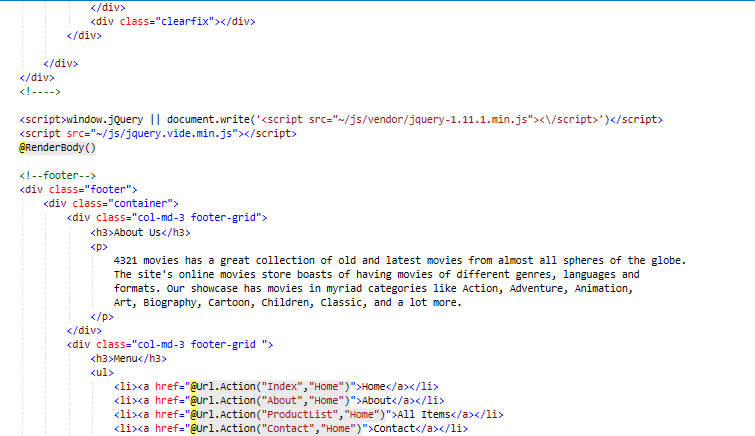 </div>
<div class="clearfix"></div>
</div>
</div>
</div>
<!---->
<script>window.jQuery || document.write('<script src="~/js/vendor/jquery-1.11.1.min.js"><\/script>')</script>
<script src="~/js/jquery.vide.min.js"></script>
@RenderBody()
<!--footer-->
<div class="footer">
<div class="container">
<div class="col-md-3 footer-grid">
<h3>About Us</h3>
<p>
4321 movies has a great collection of old and latest movies from almost all spheres of the globe.
The site's online movies store boasts of having movies of different genres, languages and
formats. Our showcase has movies in myriad categories like Action, Adventure, Animation,
Art, Biography, Cartoon, Children, Classic, and a lot more.
</p>
</div>
<div class="col-md-3 footer-grid ">
<h3>Menu</h3>
<ul>
<li><a href="@Url.Action("Index","Home")">Home</a></li>
<li><a href="@Url.Action("About","Home")">About</a></li>
<li><a href="@Url.Action("ProductList","Home")">All Items</a></li>
<li><a href="@Url.Action("Contact","Home")">Contact</a></li>